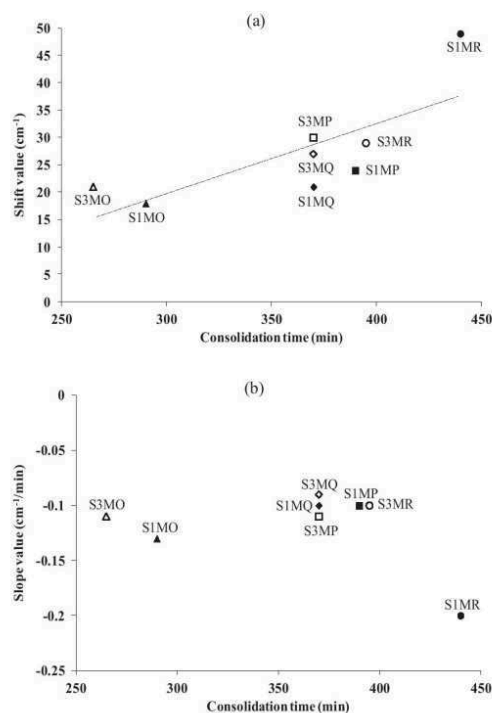 (a)
50
45
40
35
30
25
20
15
10
5
0
Shift value (cm⁻¹)
S1MR
S3MP
S3MR
S3MQ
S1MP
S3MO
S1MO
S1MQ
250 300 350 400 450
Consolidation time (min)
(b)
0
-0.05
-0.1
-0.15
-0.2
-0.25
Slope value (cm⁻¹/min)
S3MQ
S3MO
S1MQ
S1MP
S3MR
S1MO
S3MP
S1MR
250 300 350 400 450
Consolidation time (min)